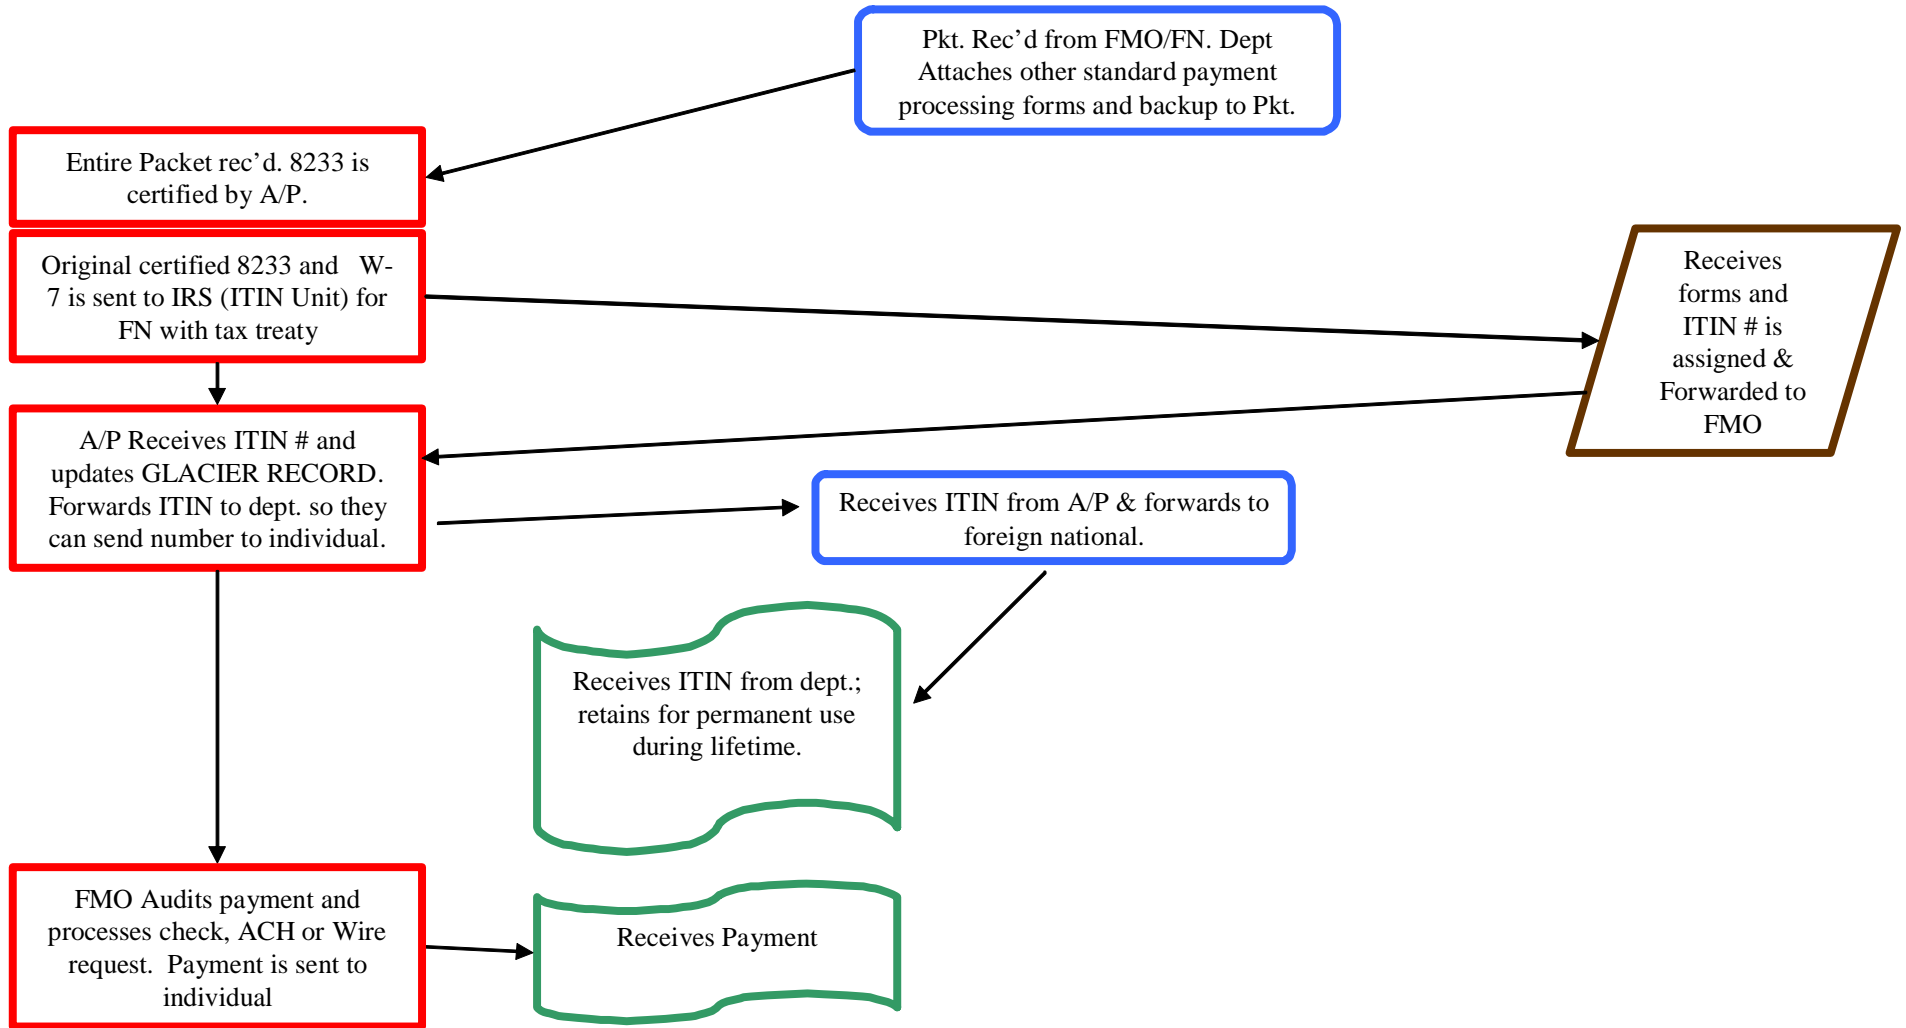 Pkt. Rec’d from FMO/FN. Dept
Attaches other standard payment
processing forms and backup to Pkt.
Entire Packet rec’d. 8233 is
certified by A/P.
Original certified 8233 and   W-
7 is sent to IRS (ITIN Unit) for
FN with tax treaty
Receives
forms and
ITIN # is
assigned &
Forwarded to
FMO
A/P Receives ITIN # and
updates GLACIER RECORD.
Forwards ITIN to dept. so they
can send number to individual.
Receives ITIN from A/P & forwards to
foreign national.
Receives ITIN from dept.;
retains for permanent use
during lifetime.
FMO Audits payment and
processes check, ACH or Wire
request.  Payment is sent to
individual
Receives Payment